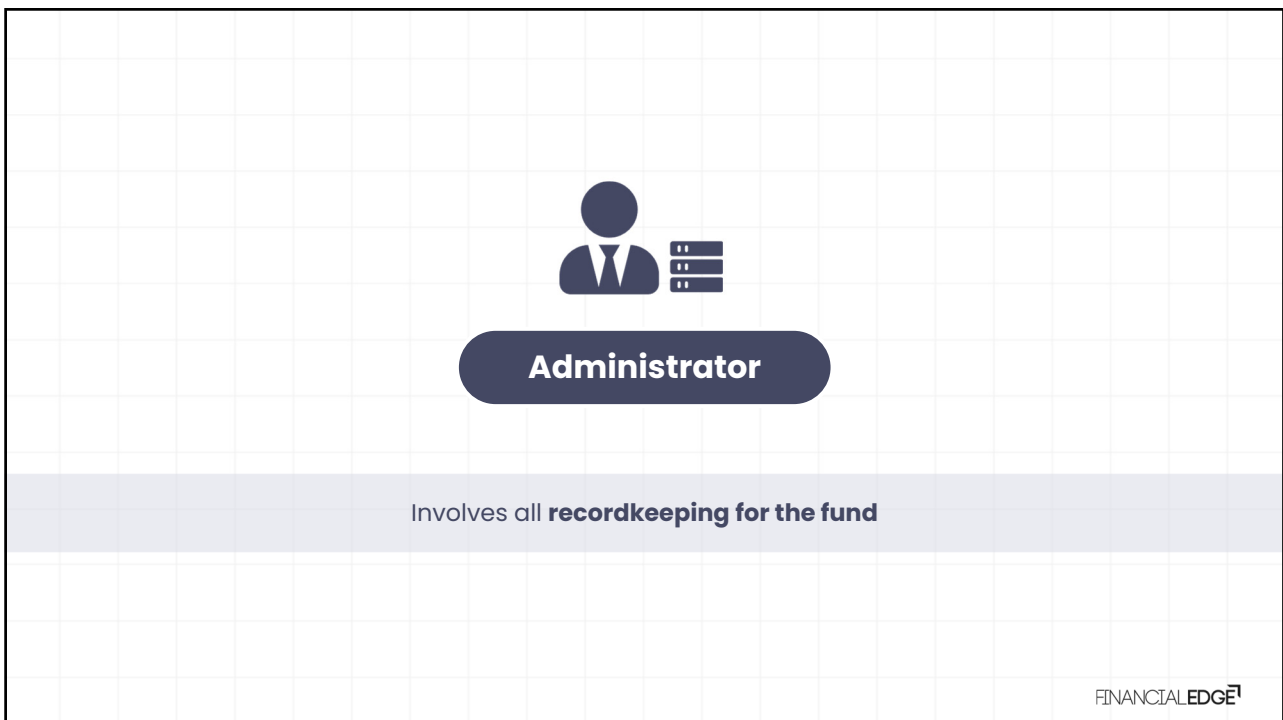 Administrator
Involves all recordkeeping for the fund
FINANCIALEDGE